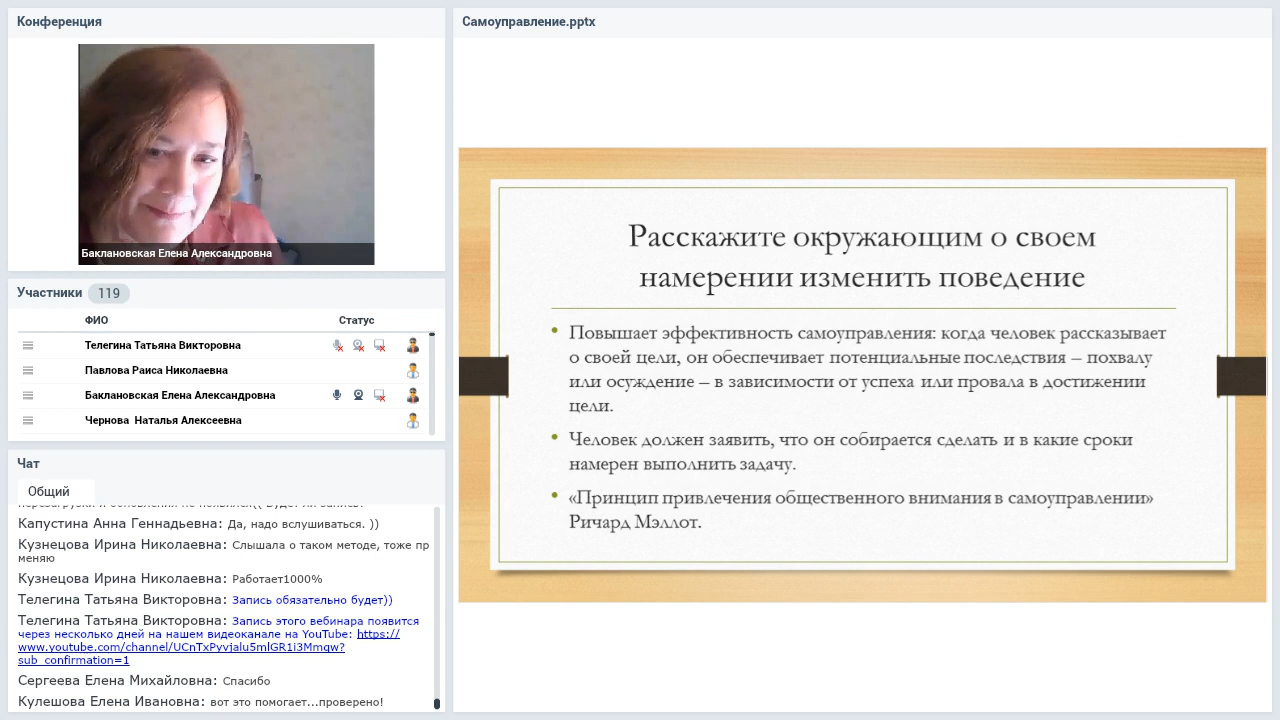 Конференция
Баклановская Елена Александровна
Участники 119
ФИО Статус
Телегина Татьяна Викторовна
Павлова Раиса Николаевна
Баклановская Елена Александровна
Чернова Наталья Алексеевна
Чат
Общий
Капустина Анна Геннадьевна: Да, надо вслушиваться. ))
Кузнецова Ирина Николаевна: Слышала о таком методе, тоже пр
меняю
Кузнецова Ирина Николаевна: Работает1000%
Телегина Татьяна Викторовна: Запись обязательно будет))
Телегина Татьяна Викторовна: Запись этого вебинара появится
через несколько дней на нашем видеоканале на YouTube: https://
www.youtube.com/channel/UCnTxPyvjalu5mlGR1i3Mmqw?
sub_confirmation=1
Сергеева Елена Михайловна: Спасибо
Кулешова Елена Ивановна: вот это помогает...проверено!
Самоуправление.pptx
Расскажите окружающим о своем
намерении изменить поведение
• Повышает эффективность самоуправления: когда человек рассказывает
о своей цели, он обеспечивает потенциальные последствия – похвалу
или осуждение – в зависимости от успеха или провала в достижении
цели.
• Человек должен заявить, что он собирается сделать и в какие сроки
намерен выполнить задачу.
• «Принцип привлечения общественного внимания в самоуправлении»
Ричард Мэллот.